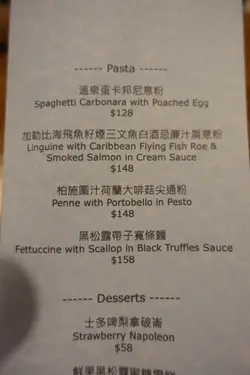 ------ Pasta ------
溫泉蛋卡邦尼意粉
Spaghetti Carbonara with Poached Egg
$128
加勒比海飛魚籽煙三文魚白酒忌廉汁扁意粉
Linguine with Caribbean Flying Fish Roe &
Smoked Salmon in Cream Sauce
$148
柏施圖汁荷蘭大啡菇尖通粉
Penne with Portobello in Pesto
$148
黑松露帶子寬條麵
Fettuccine with Scallop in Black Truffles Sauce
$158
------ Desserts ------
士多啤梨拿破崙
Strawberry Napoleon
$58